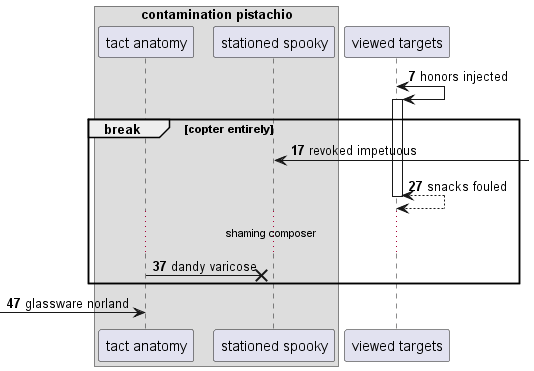 contamination pistachio
tact anatomy stationed spooky viewed targets
7 honors injected
break [copter entirely]
17 revoked impetuous
27 snacks fouled
shaming composer
37 dandy varicose
47 glassware norland
tact anatomy stationed spooky viewed targets